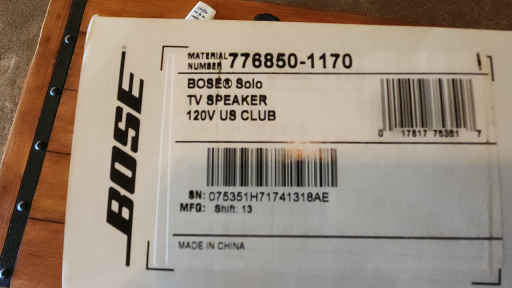 BOSE
MATERIAL NUMBER 776850-1170
BOSE® Solo
TV SPEAKER
120V US CLUB
0 17817 75351 7
SN: 075351H71741318AE
MFG: Shift: 13
MADE IN CHINA